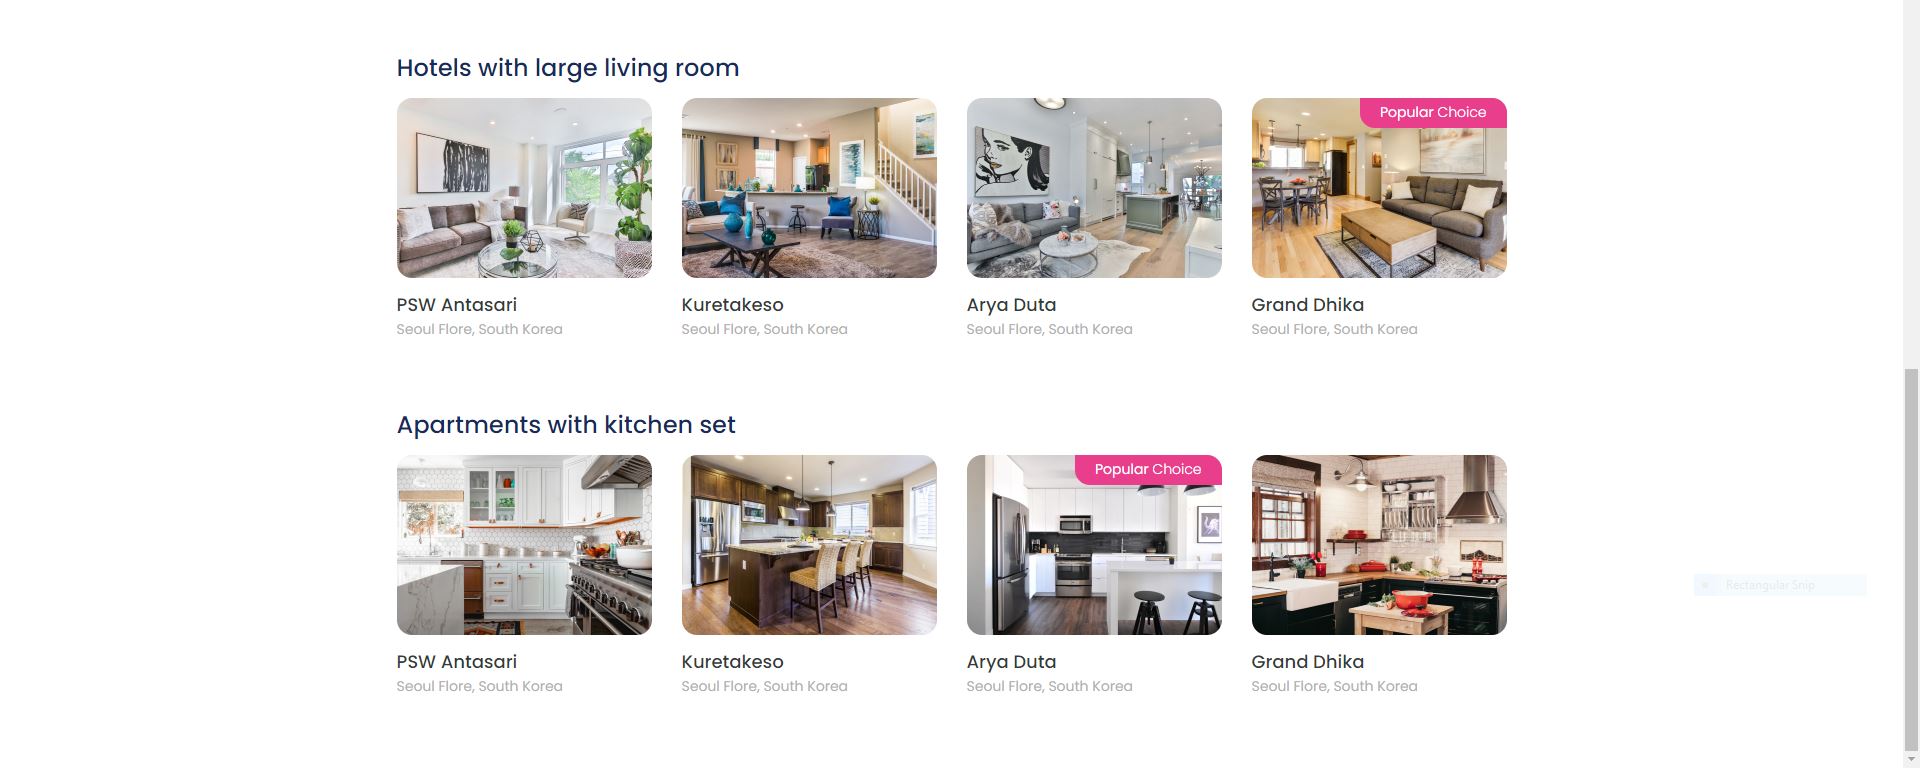 Hotels with large living room
Popular Choice
PSW Antasari
Seoul Flore, South Korea
Kuretakeso
Seoul Flore, South Korea
Arya Duta
Seoul Flore, South Korea
Grand Dhika
Seoul Flore, South Korea
Apartments with kitchen set
Popular Choice
PSW Antasari
Seoul Flore, South Korea
Kuretakeso
Seoul Flore, South Korea
Arya Duta
Seoul Flore, South Korea
Grand Dhika
Seoul Flore, South Korea
Rectangular Snip